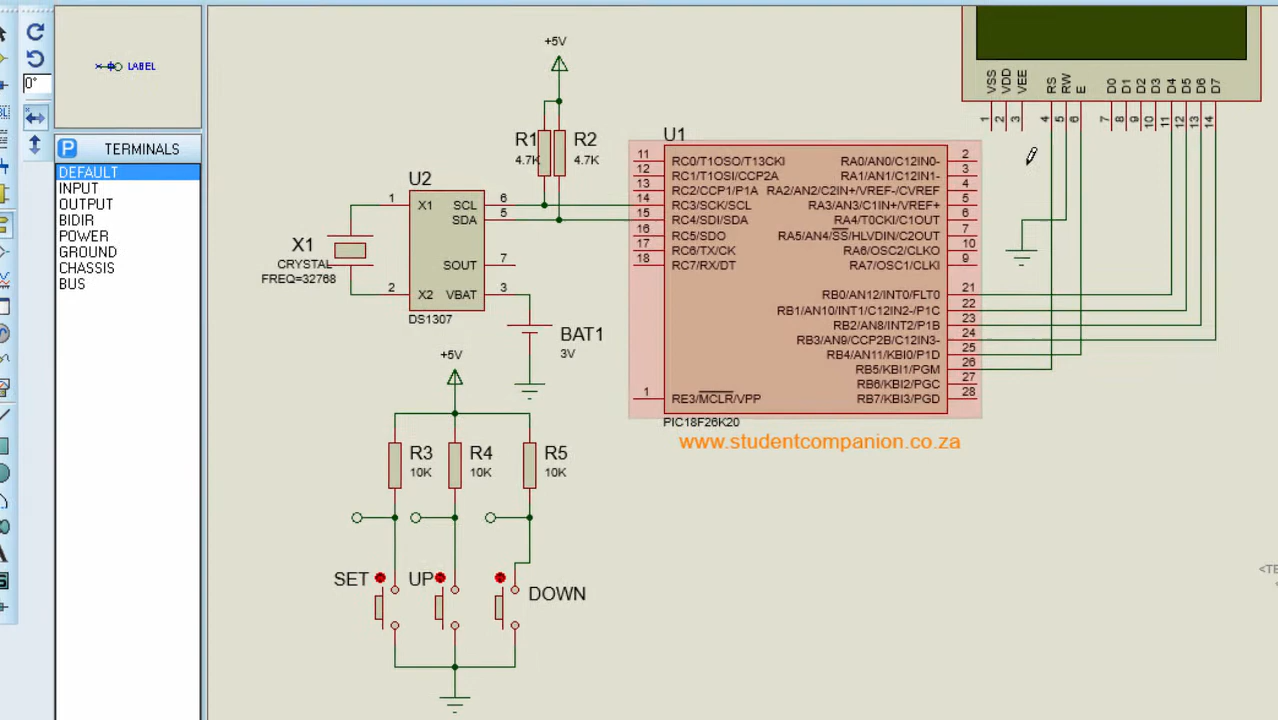 0°
LABEL
P TERMINALS
DEFAULT
INPUT
OUTPUT
BIDIR
POWER
GROUND
CHASSIS
BUS
+5V
R1
4.7K
R2
4.7K
U2
1 X1
2 X2
SCL 6
SDA 5
SOUT 7
VBAT 3
DS1307
X1
CRYSTAL
FREQ=32768
BAT1
3V
U1
11 RC0/T1OSO/T13CKI
12 RC1/T1OSI/CCP2A
13 RC2/CCP1/P1A
14 RC3/SCK/SCL
15 RC4/SDI/SDA
16 RC5/SDO
17 RC6/TX/CK
18 RC7/RX/DT
1 RE3/MCLR/VPP
RA0/AN0/C12IN0- 2
RA1/AN1/C12IN1- 3
RA2/AN2/C2IN+/VREF-/CVREF 4
RA3/AN3/C1IN+/VREF+ 5
RA4/T0CKI/C1OUT 6
RA5/AN4/SS/HLVDIN/C2OUT 7
RA6/OSC2/CLKO 10
RA7/OSC1/CLKI 9
RB0/AN12/INT0/FLT0 21
RB1/AN10/INT1/C12IN2-/P1C 22
RB2/AN8/INT2/P1B 23
RB3/AN9/CCP2B/C12IN3- 24
RB4/AN11/KBI0/P1D 25
RB5/KBI1/PGM 26
RB6/KBI2/PGC 27
RB7/KBI3/PGD 28
PIC18F26K20
www.studentcompanion.co.za
VSS VDD VEE RS RW E D0 D1 D2 D3 D4 D5 D6 D7
1 2 3 4 5 6 7 8 9 10 11 12 13 14
+5V
R3
10K
R4
10K
R5
10K
SET
UP
DOWN